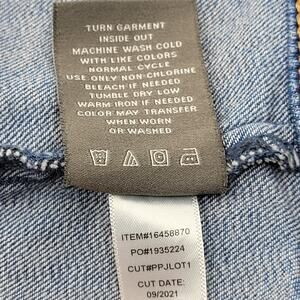 TURN GARMENT
INSIDE OUT
MACHINE WASH COLD
WITH LIKE COLORS
NORMAL CYCLE
USE ONLY NON-CHLORINE
BLEACH IF NEEDED
TUMBLE DRY LOW
WARM IRON IF NEEDED
COLOR MAY TRANSFER
WHEN WORN
OR WASHED
ITEM#16458870
PO#1935224
CUT#PPJLOT1
CUT DATE:
09/2021